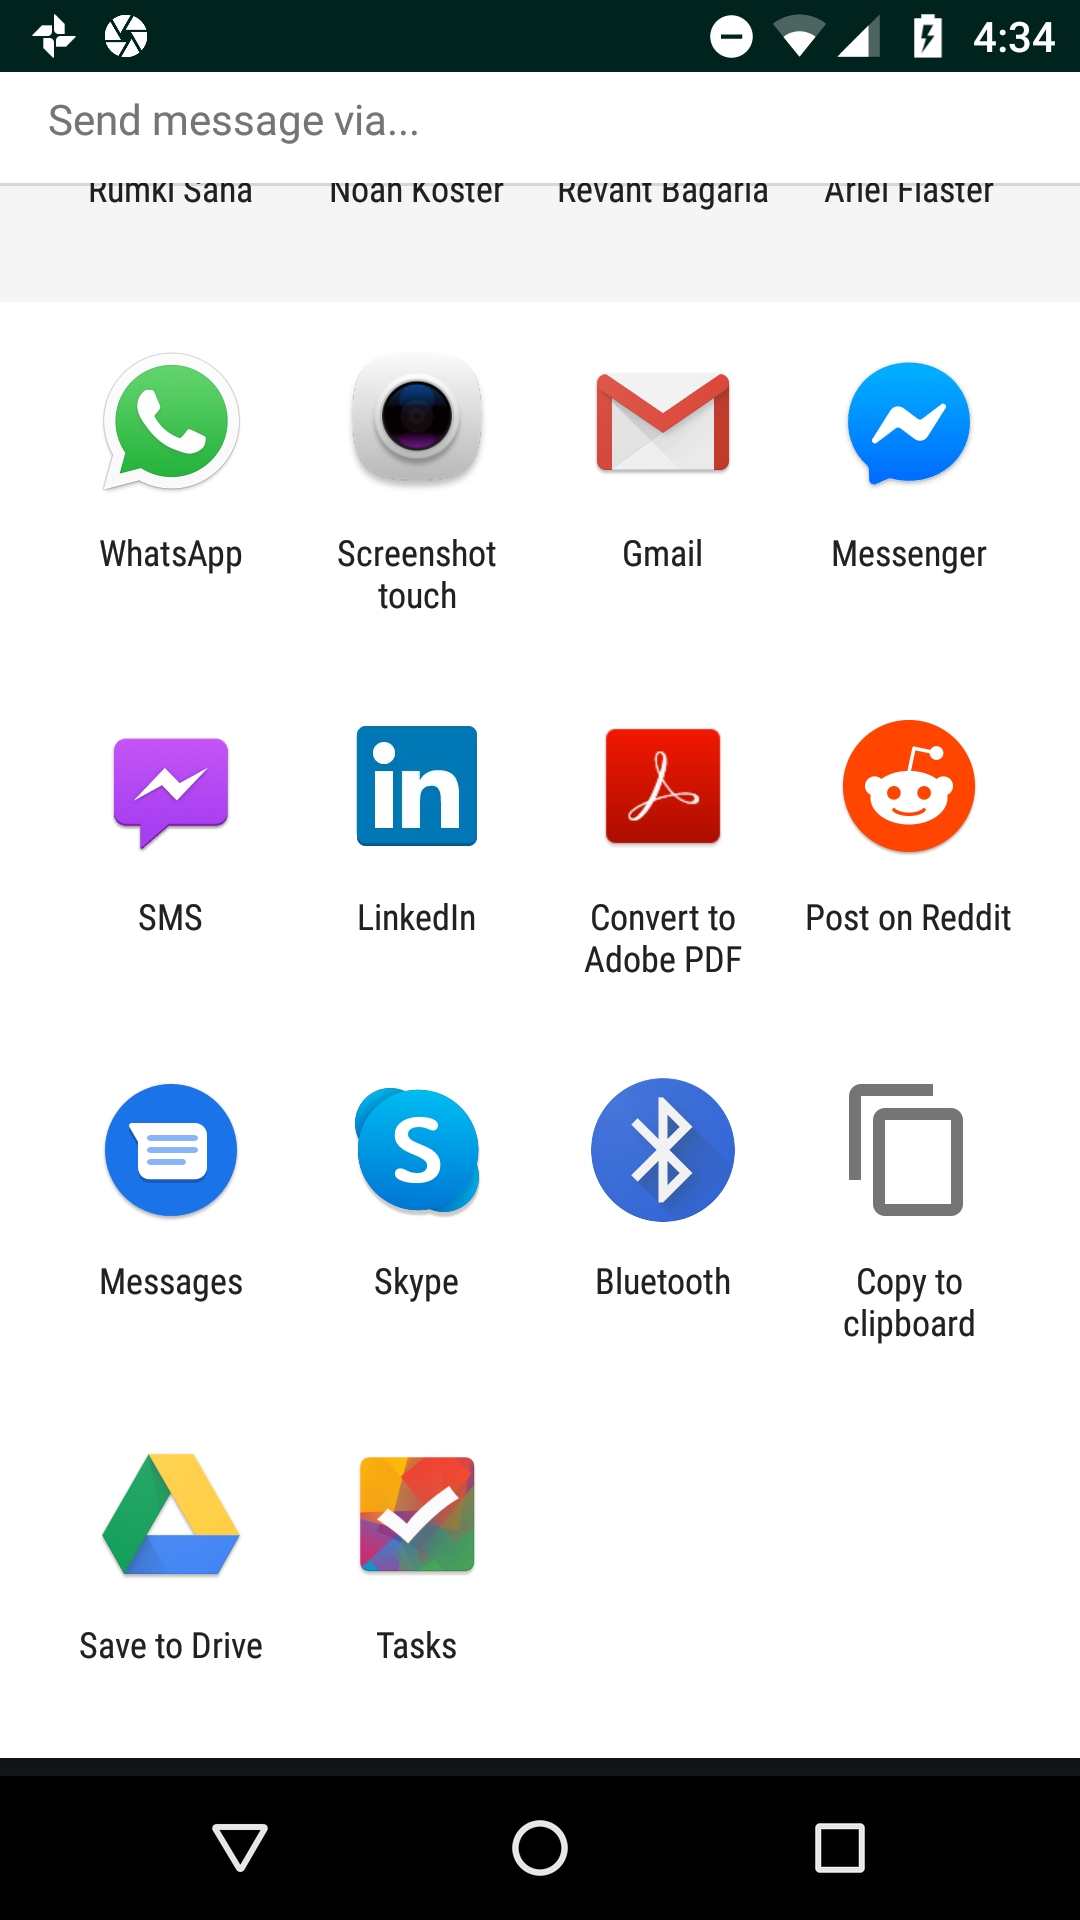 4:34
Send message via...
Rumki Saha Noah Koster Revant Bagaria Ariel Flaster
WhatsApp Screenshot touch Gmail Messenger
SMS LinkedIn Convert to Adobe PDF Post on Reddit
Messages Skype Bluetooth Copy to clipboard
Save to Drive Tasks